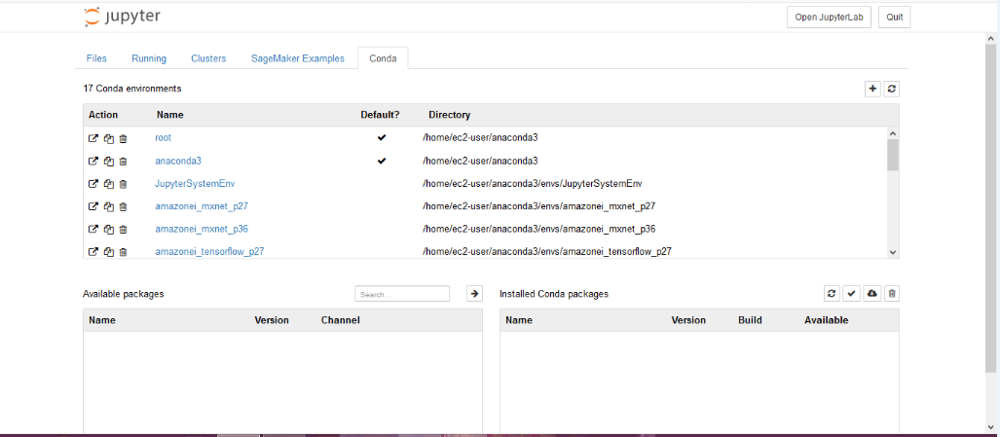 jupyter Open JupyterLab Quit
Files Running Clusters SageMaker Examples Conda
17 Conda environments
Action Name Default? Directory
root /home/ec2-user/anaconda3
anaconda3 /home/ec2-user/anaconda3
JupyterSystemEnv /home/ec2-user/anaconda3/envs/JupyterSystemEnv
amazonei_mxnet_p27 /home/ec2-user/anaconda3/envs/amazonei_mxnet_p27
amazonei_mxnet_p36 /home/ec2-user/anaconda3/envs/amazonei_mxnet_p36
amazonei_tensorflow_p27 /home/ec2-user/anaconda3/envs/amazonei_tensorflow_p27
Available packages Search... Installed Conda packages
Name Version Channel Name Version Build Available